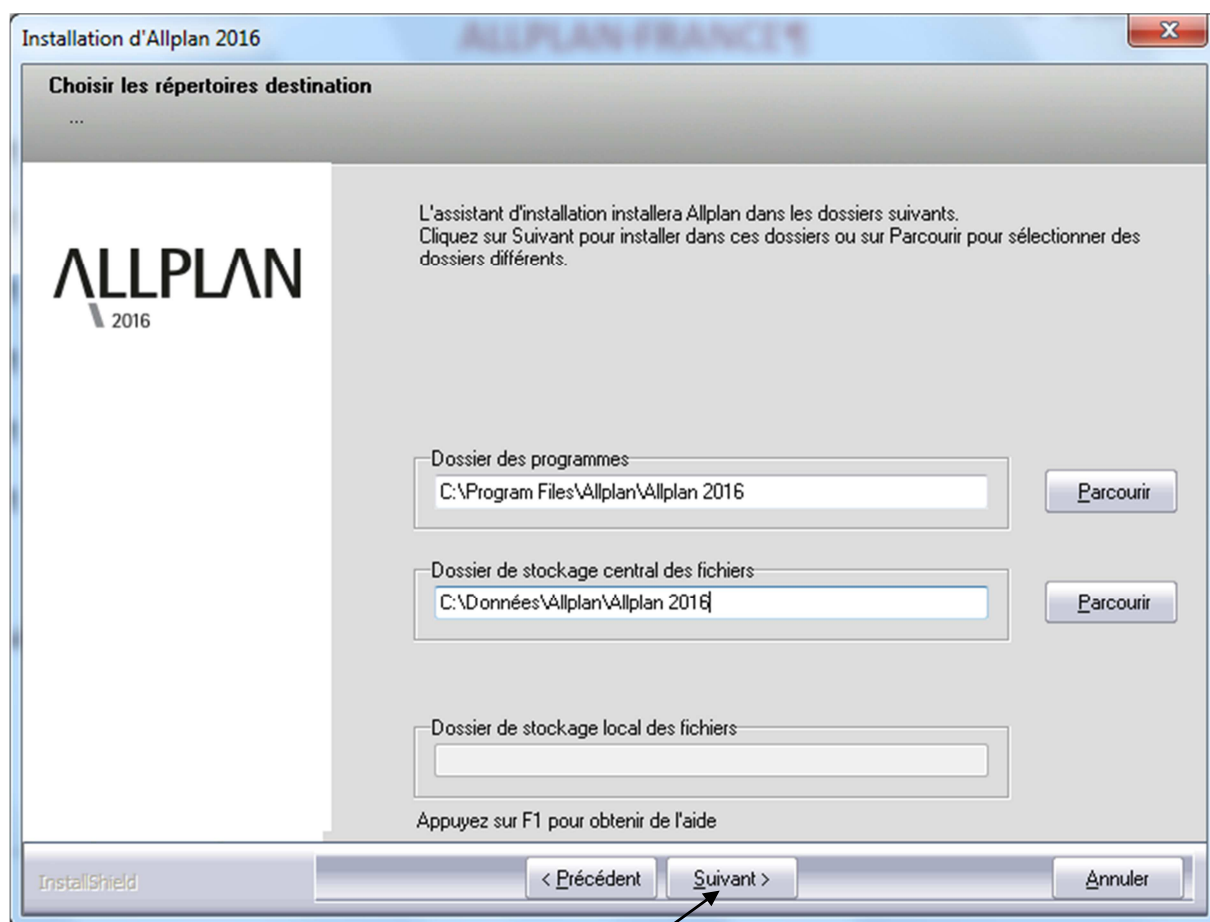 Installation d'Allplan 2016
ALLPLAN-FRANCE¶
Choisir les répertoires destination
...
ALLPLAN
2016
L'assistant d'installation installera Allplan dans les dossiers suivants.
Cliquez sur Suivant pour installer dans ces dossiers ou sur Parcourir pour sélectionner des
dossiers différents.
Dossier des programmes
C:\Program Files\Allplan\Allplan 2016
Parcourir
Dossier de stockage central des fichiers
C:\Données\Allplan\Allplan 2016
Parcourir
Dossier de stockage local des fichiers
Appuyez sur F1 pour obtenir de l'aide
InstallShield
< Précédent
Suivant >
Annuler